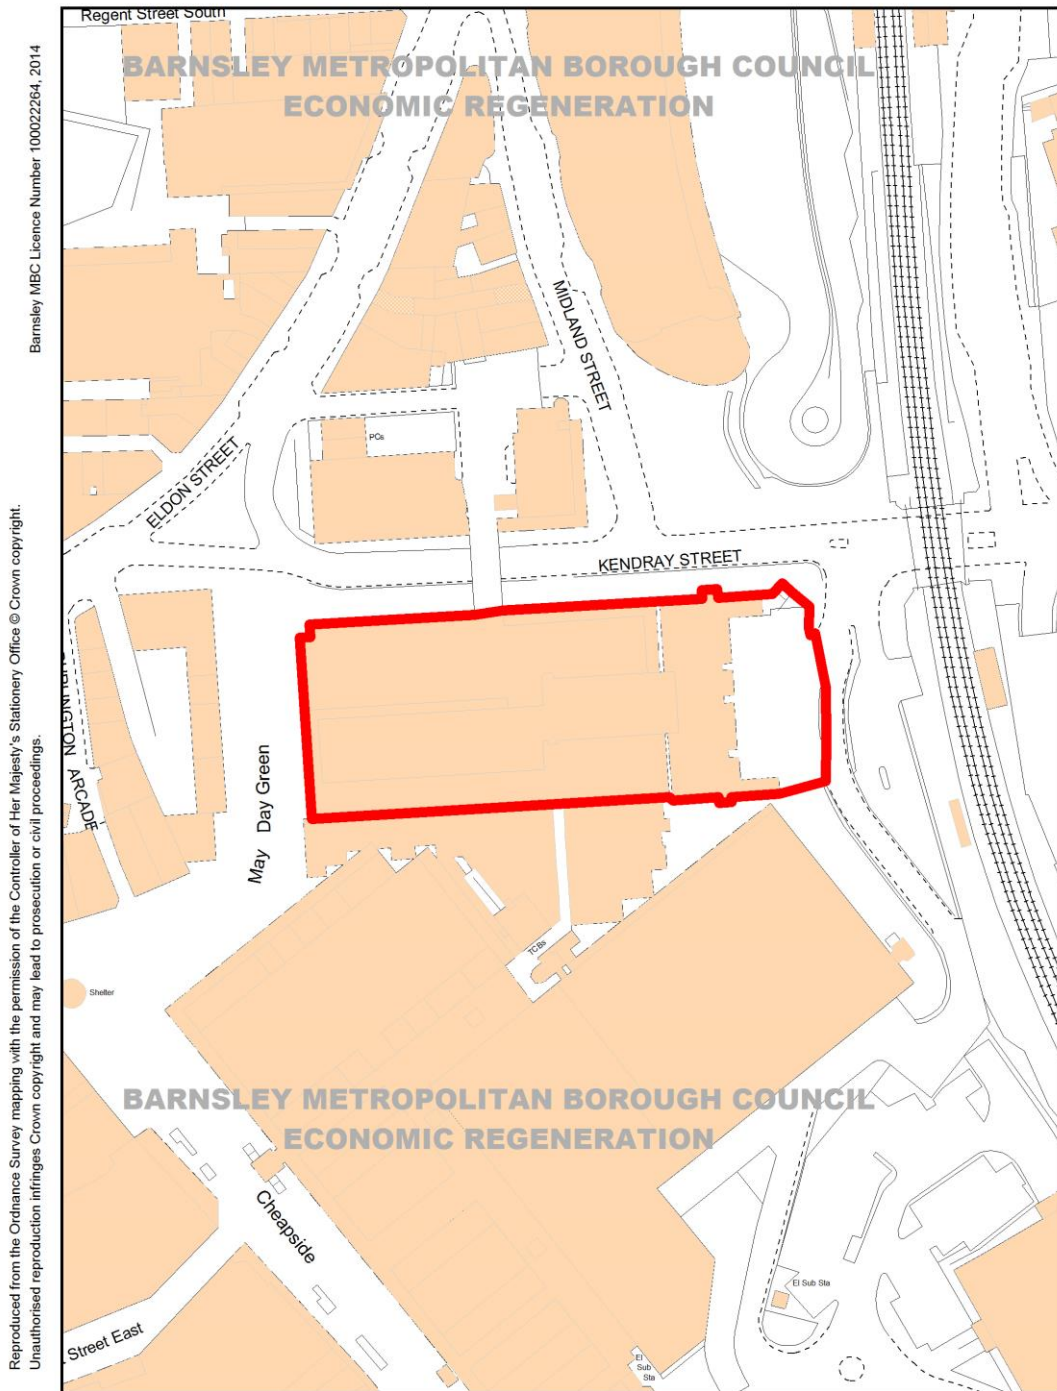 Regent Street South
BARNSLEY METROPOLITAN BOROUGH COUNCIL
ECONOMIC REGENERATION
Barnsley MBC Licence Number 100022264, 2014
MIDLAND STREET
PCs
ELDON STREET
KENDRAY STREET
ARCADE
May Day Green
TCBs
Shelter
Reproduced from the Ordnance Survey mapping with the permission of the Controller of Her Majesty's Stationery Office © Crown copyright.
Unauthorised reproduction infringes Crown copyright and may lead to prosecution or civil proceedings.
BARNSLEY METROPOLITAN BOROUGH COUNCIL
ECONOMIC REGENERATION
Cheapside
El Sub Sta
Street East
El
Sub
Sta